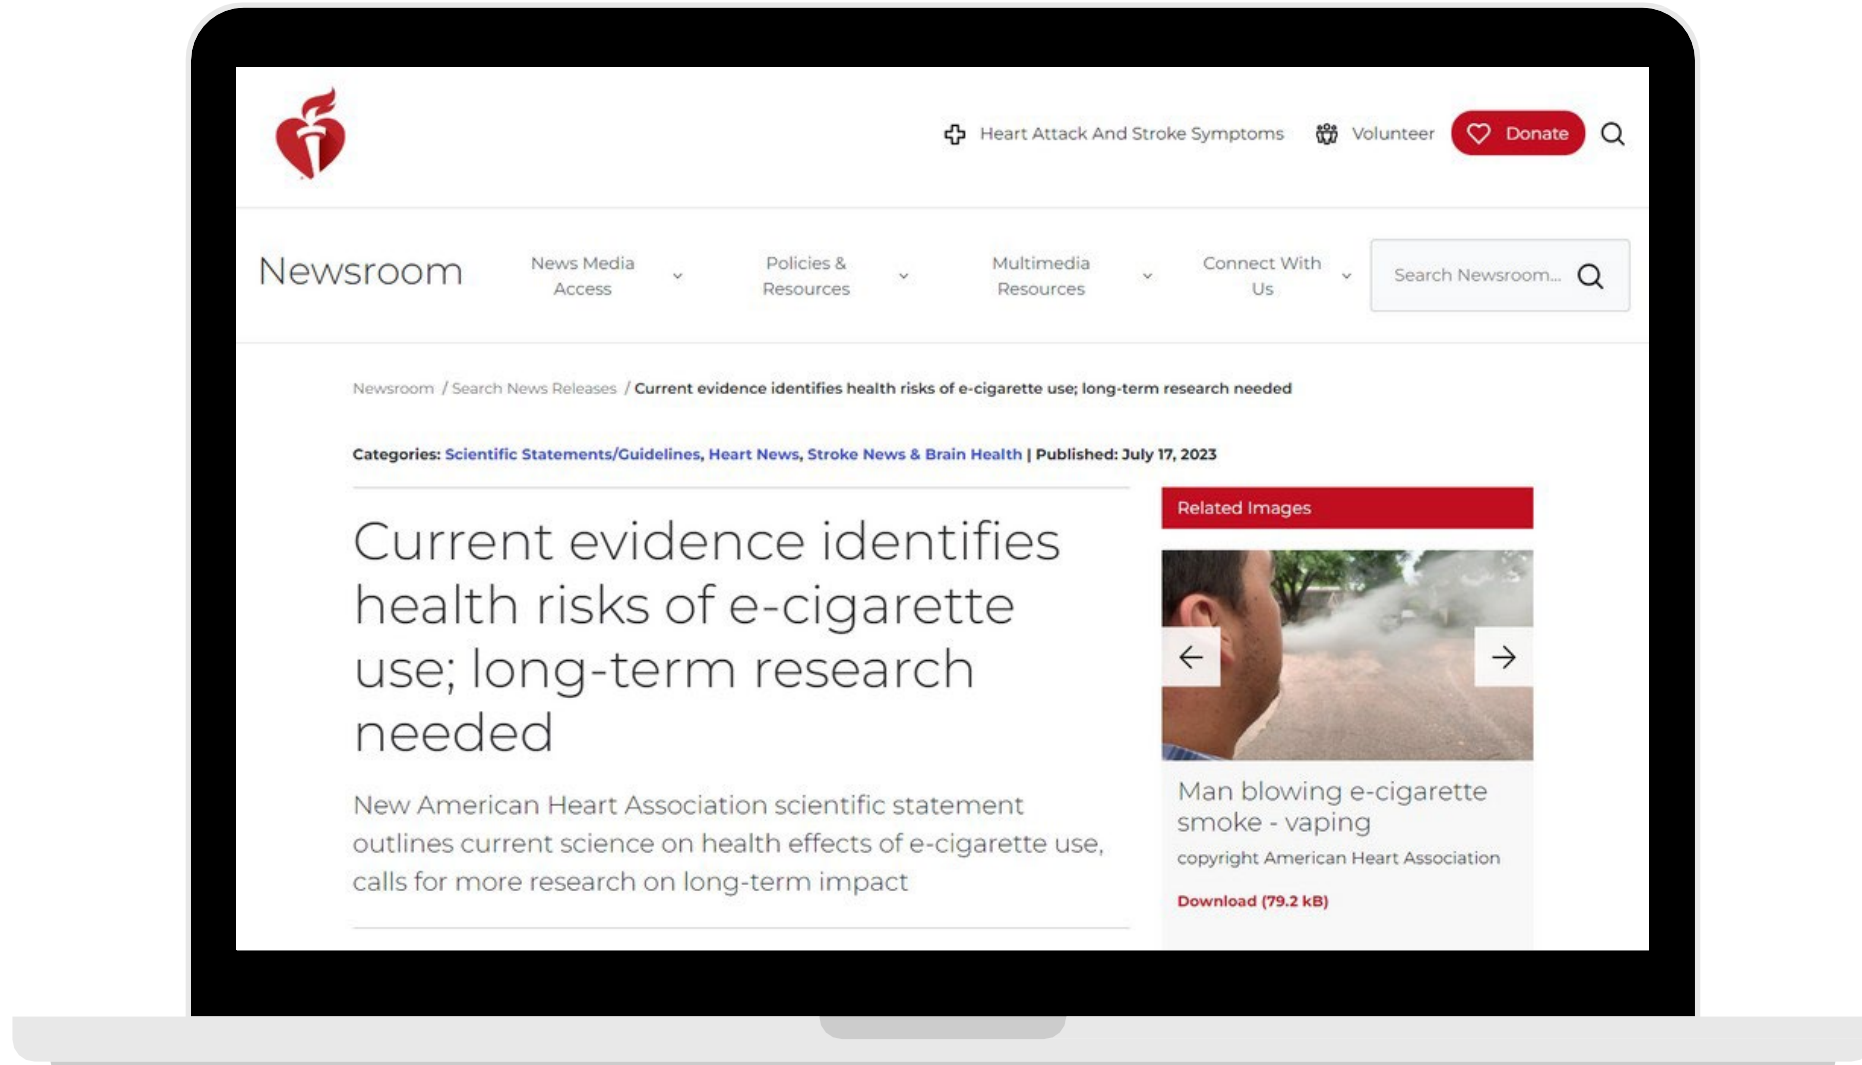 Heart Attack And Stroke Symptoms
Volunteer
Donate
Newsroom
News Media
Access
Policies &
Resources
Multimedia
Resources
Connect With
Us
Search Newsroom...
Newsroom / Search News Releases / Current evidence identifies health risks of e-cigarette use; long-term research needed
Categories: Scientific Statements/Guidelines, Heart News, Stroke News & Brain Health | Published: July 17, 2023
Current evidence identifies
health risks of e-cigarette
use; long-term research
needed
New American Heart Association scientific statement
outlines current science on health effects of e-cigarette use,
calls for more research on long-term impact
Related Images
Man blowing e-cigarette
smoke - vaping
copyright American Heart Association
Download (79.2 kB)